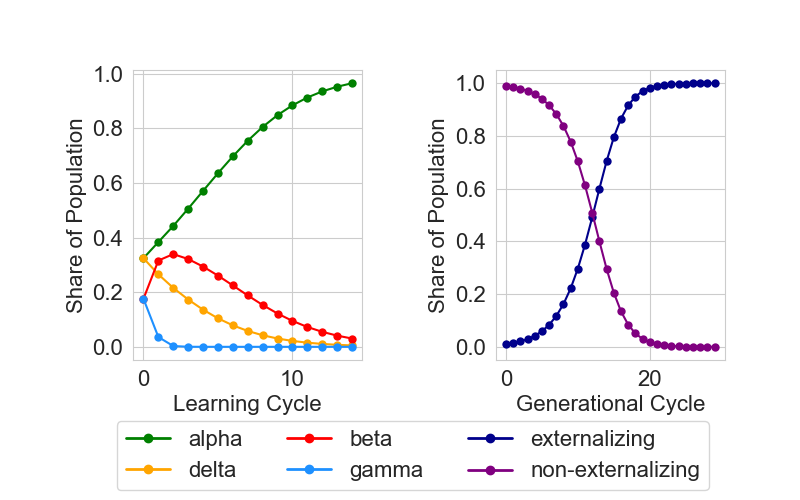 1.0
0.8
0.6
0.4
0.2
0.0
Share of Population
0 10
Learning Cycle
1.0
0.8
0.6
0.4
0.2
0.0
Share of Population
0 20
Generational Cycle
alpha beta externalizing
delta gamma non-externalizing